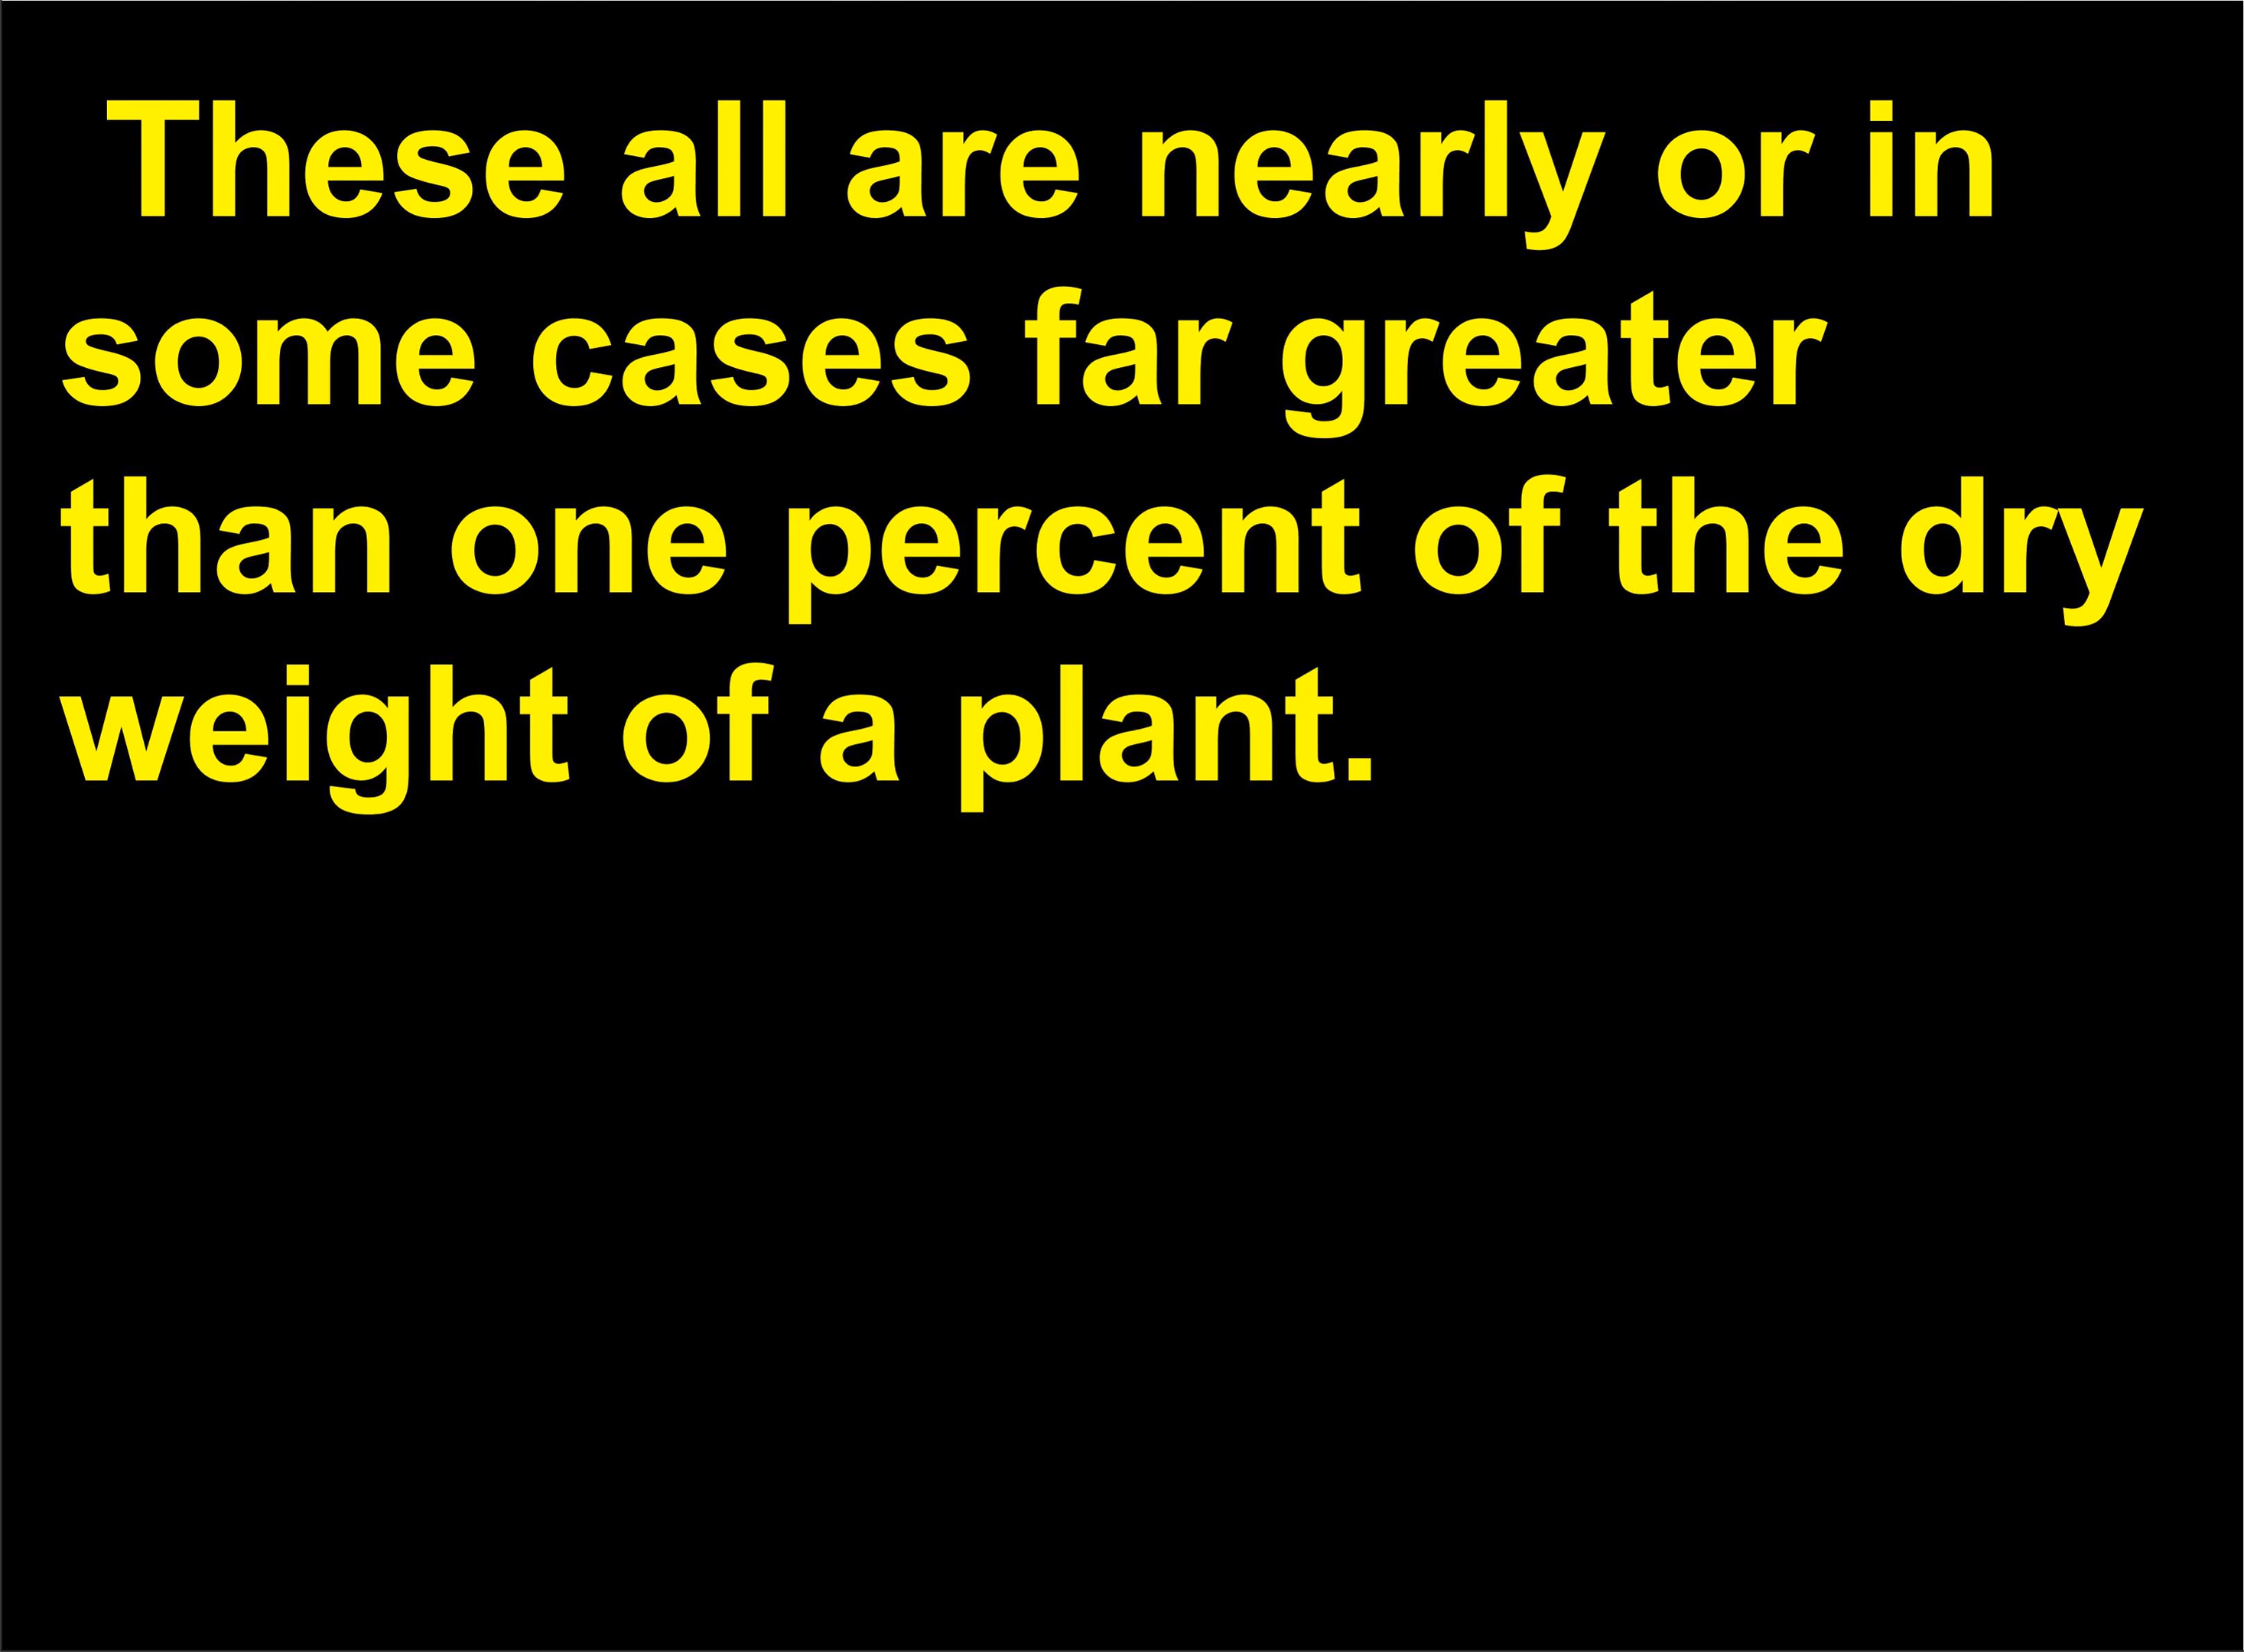 These all are nearly or in
some cases far greater
than one percent of the dry
weight of a plant.